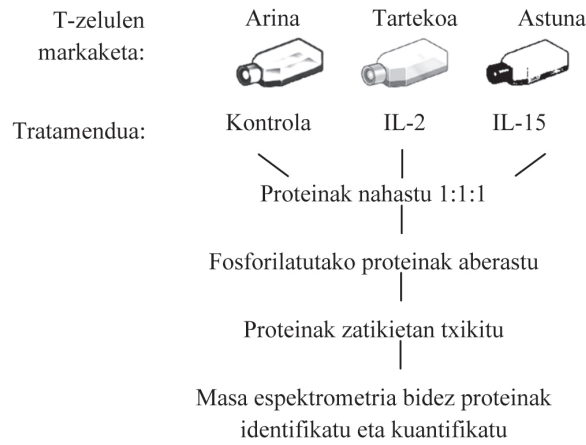 T-zelulen markaketa:
Arina
Tartekoa
Astuna
Tratamendua:
Kontrola
IL-2
IL-15
Proteinak nahastu 1:1:1
Fosforilatutako proteinak aberastu
Proteinak zatikietan txikitu
Masa espektrometria bidez proteinak
identifikatu eta kuantifikatu